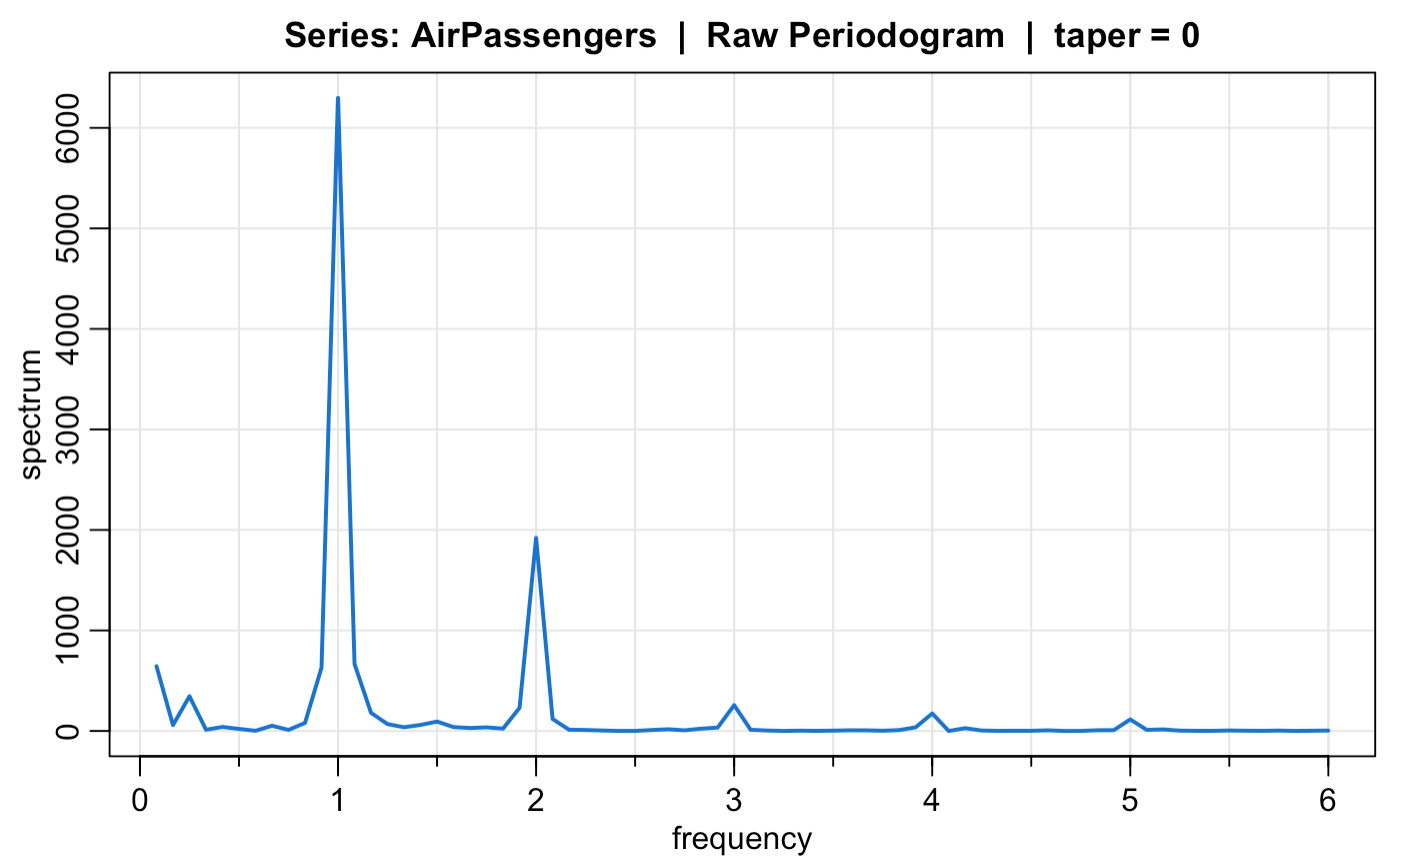 Series: AirPassengers | Raw Periodogram | taper = 0
6000
5000
4000
3000
2000
1000
0
spectrum
0 1 2 3 4 5 6
frequency